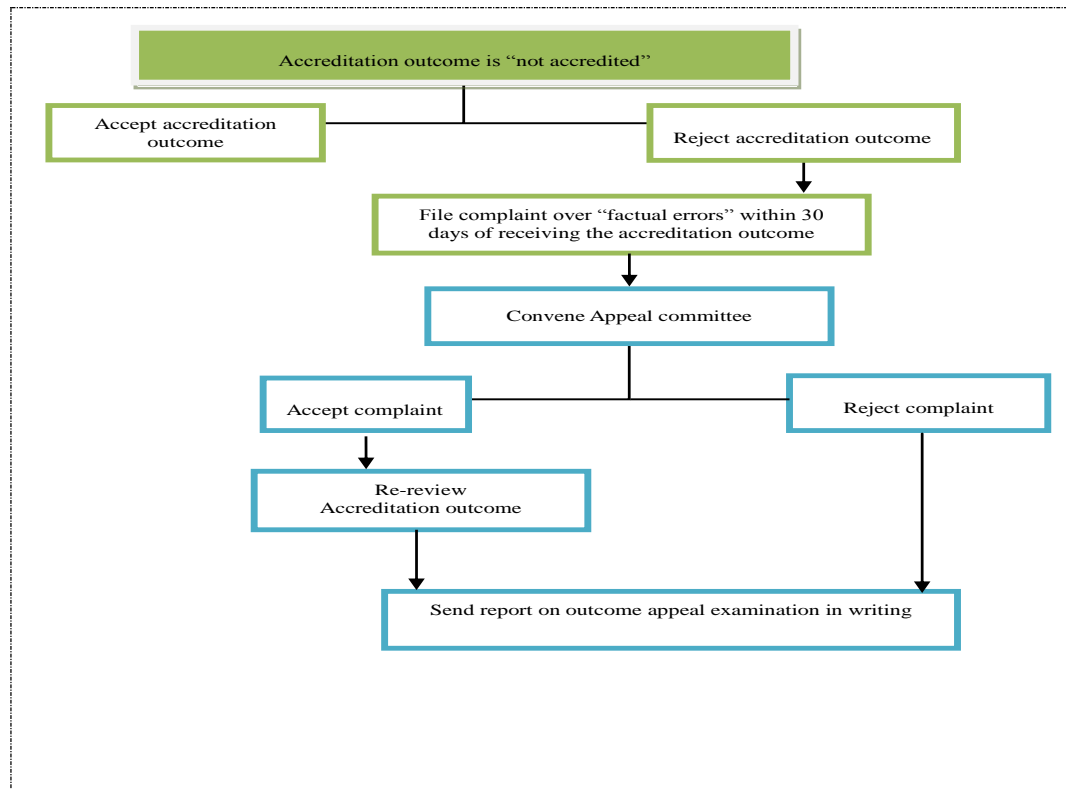 Accreditation outcome is “not accredited”
Accept accreditation
outcome
Reject accreditation outcome
File complaint over “factual errors” within 30
days of receiving the accreditation outcome
Convene Appeal committee
Accept complaint
Reject complaint
Re-review
Accreditation outcome
Send report on outcome appeal examination in writing